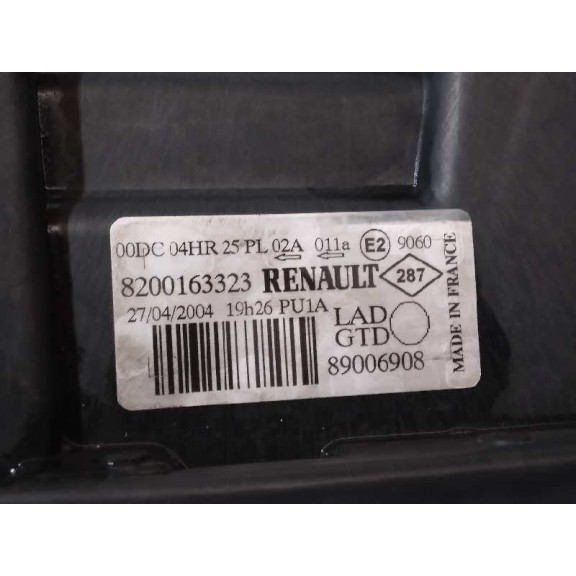 00DC 04HR 25 PL 02A 011a E2 9060
8200163323 RENAULT 287
27/04/2004 19h26 PU1A
LAD
GTD
89006908
MADE IN FRANCE